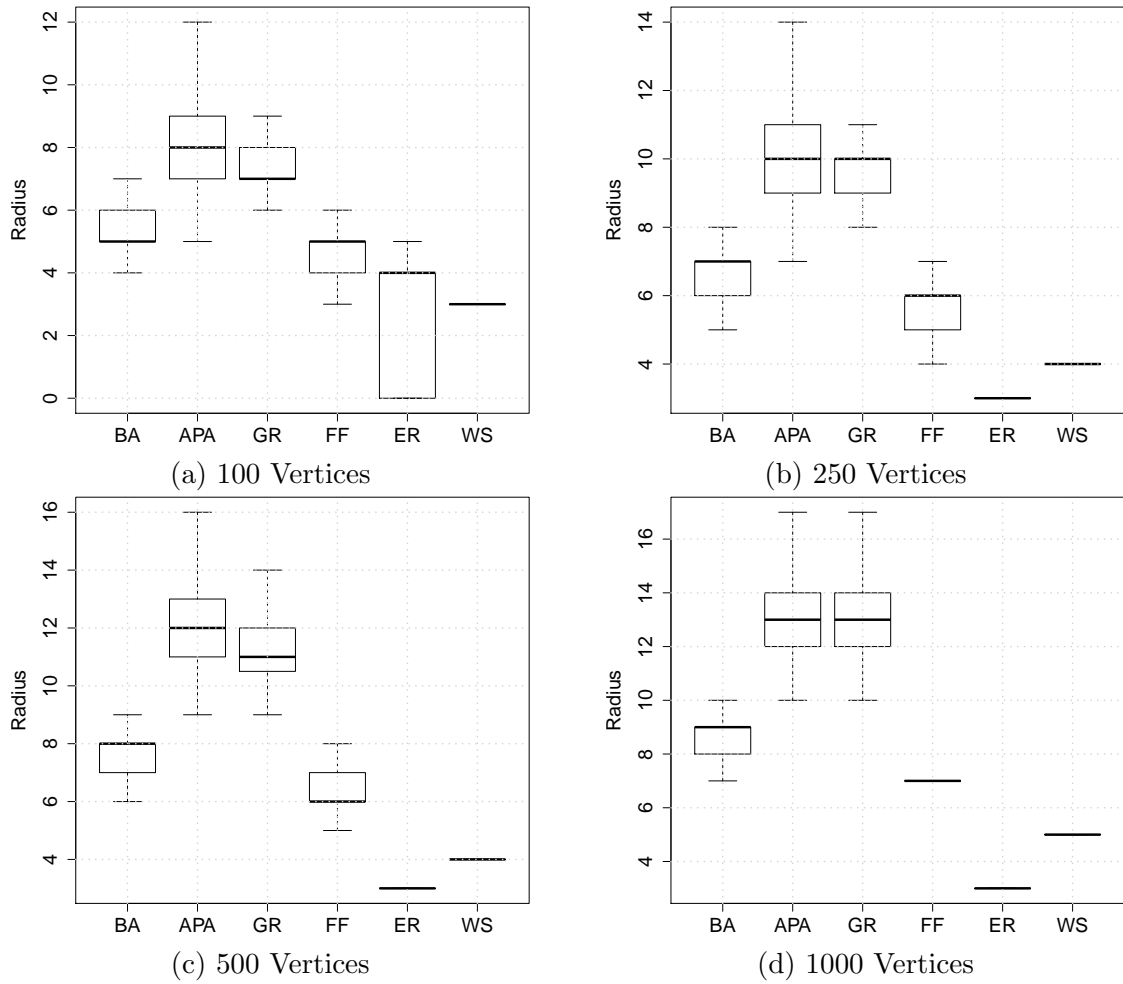 12
10
8
6
4
2
0
Radius
BA APA GR FF ER WS
(a) 100 Vertices
14
12
10
8
6
4
Radius
BA APA GR FF ER WS
(b) 250 Vertices
16
14
12
10
8
6
4
Radius
BA APA GR FF ER WS
(c) 500 Vertices
16
14
12
10
8
6
4
Radius
BA APA GR FF ER WS
(d) 1000 Vertices